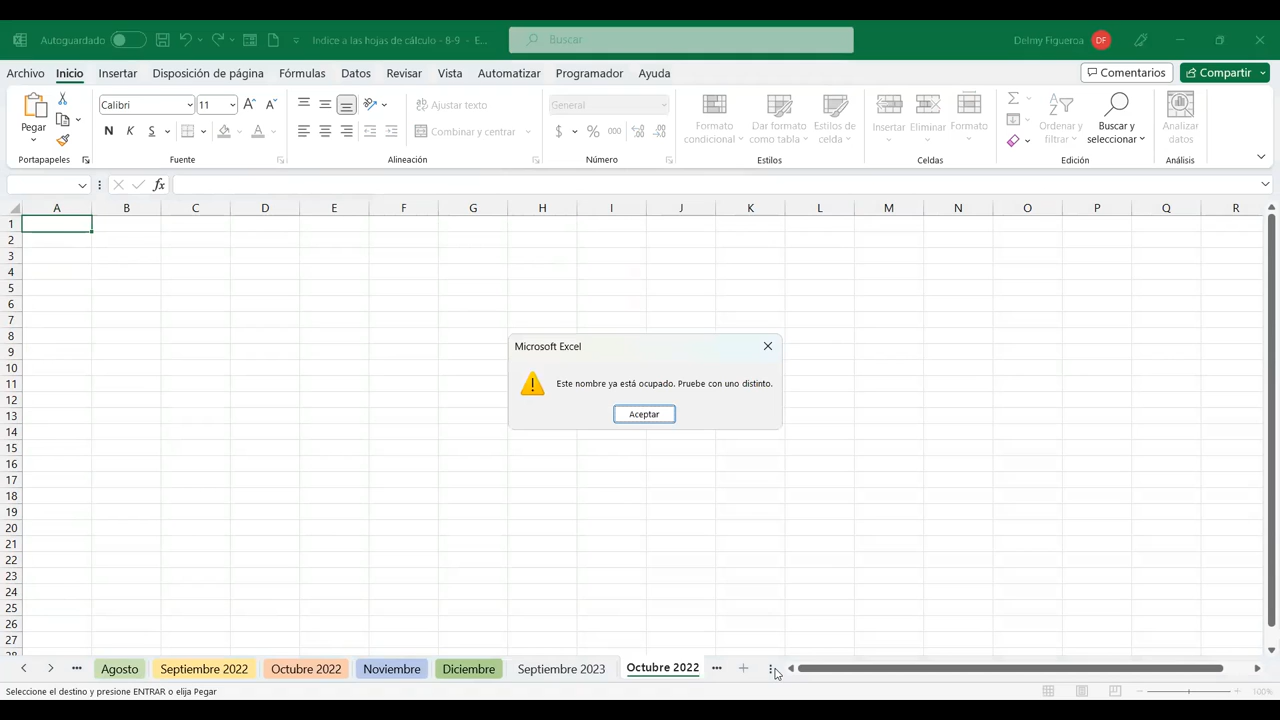 Autoguardado
Indice a las hojas de cálculo - 8-9 - E...
Buscar
Delmy Figueroa DF
Archivo Inicio Insertar Disposición de página Fórmulas Datos Revisar Vista Automatizar Programador Ayuda
Comentarios Compartir
Pegar
Calibri 11
N K S
Ajustar texto
Combinar y centrar
General
$ % 000
Formato condicional
Dar formato como tabla
Estilos de celda
Insertar Eliminar Formato
Ordenar y filtrar
Buscar y seleccionar
Analizar datos
Portapapeles Fuente Alineación Número Estilos Celdas Edición Análisis
fx
A B C D E F G H I J K L M N O P Q R
1
2
3
4
5
6
7
8
9
10
11
12
13
14
15
16
17
18
19
20
21
22
23
24
25
26
27
Microsoft Excel
Este nombre ya está ocupado. Pruebe con uno distinto.
Aceptar
Agosto Septiembre 2022 Octubre 2022 Noviembre Diciembre Septiembre 2023 Octubre 2022
Seleccione el destino y presione ENTRAR o elija Pegar
100%